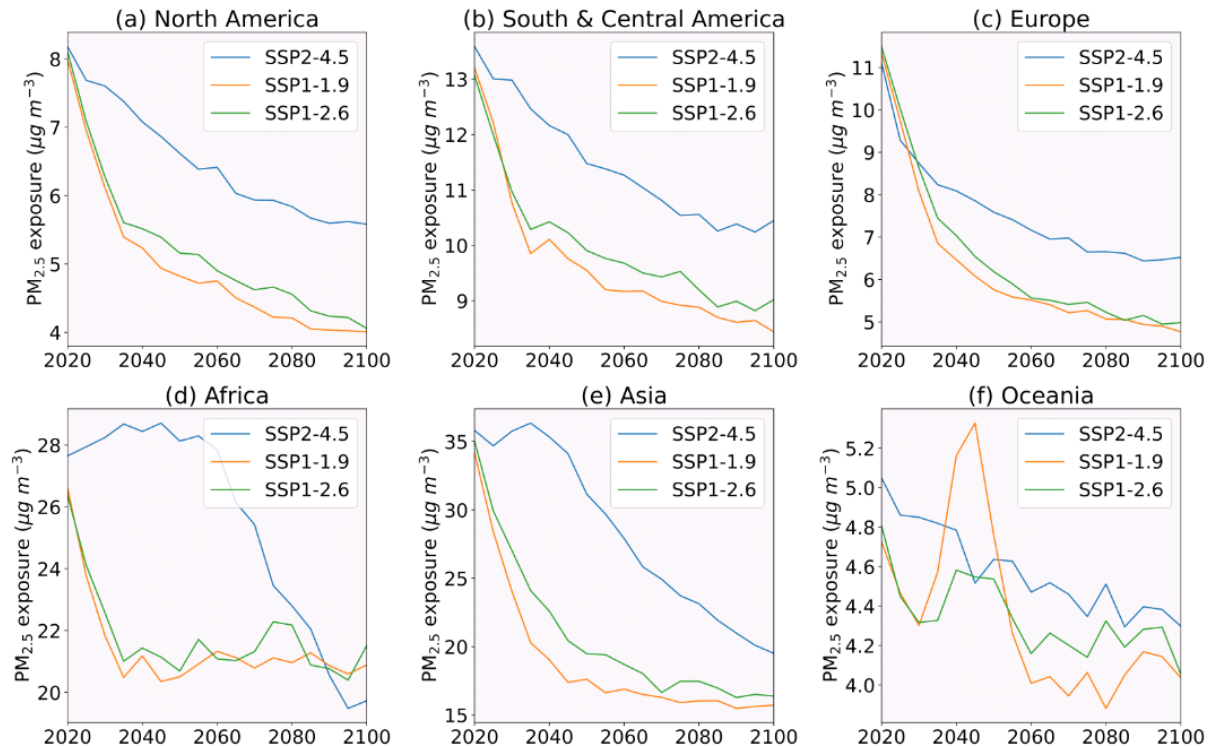 (a) North America
PM2.5 exposure (μg m−3)
8
7
6
5
4
SSP2-4.5
SSP1-1.9
SSP1-2.6
2020 2040 2060 2080 2100
(b) South & Central America
PM2.5 exposure (μg m−3)
13
12
11
10
9
SSP2-4.5
SSP1-1.9
SSP1-2.6
2020 2040 2060 2080 2100
(c) Europe
PM2.5 exposure (μg m−3)
11
10
9
8
7
6
5
SSP2-4.5
SSP1-1.9
SSP1-2.6
2020 2040 2060 2080 2100
(d) Africa
PM2.5 exposure (μg m−3)
28
26
24
22
20
SSP2-4.5
SSP1-1.9
SSP1-2.6
2020 2040 2060 2080 2100
(e) Asia
PM2.5 exposure (μg m−3)
35
30
25
20
15
SSP2-4.5
SSP1-1.9
SSP1-2.6
2020 2040 2060 2080 2100
(f) Oceania
PM2.5 exposure (μg m−3)
5.2
5.0
4.8
4.6
4.4
4.2
4.0
SSP2-4.5
SSP1-1.9
SSP1-2.6
2020 2040 2060 2080 2100